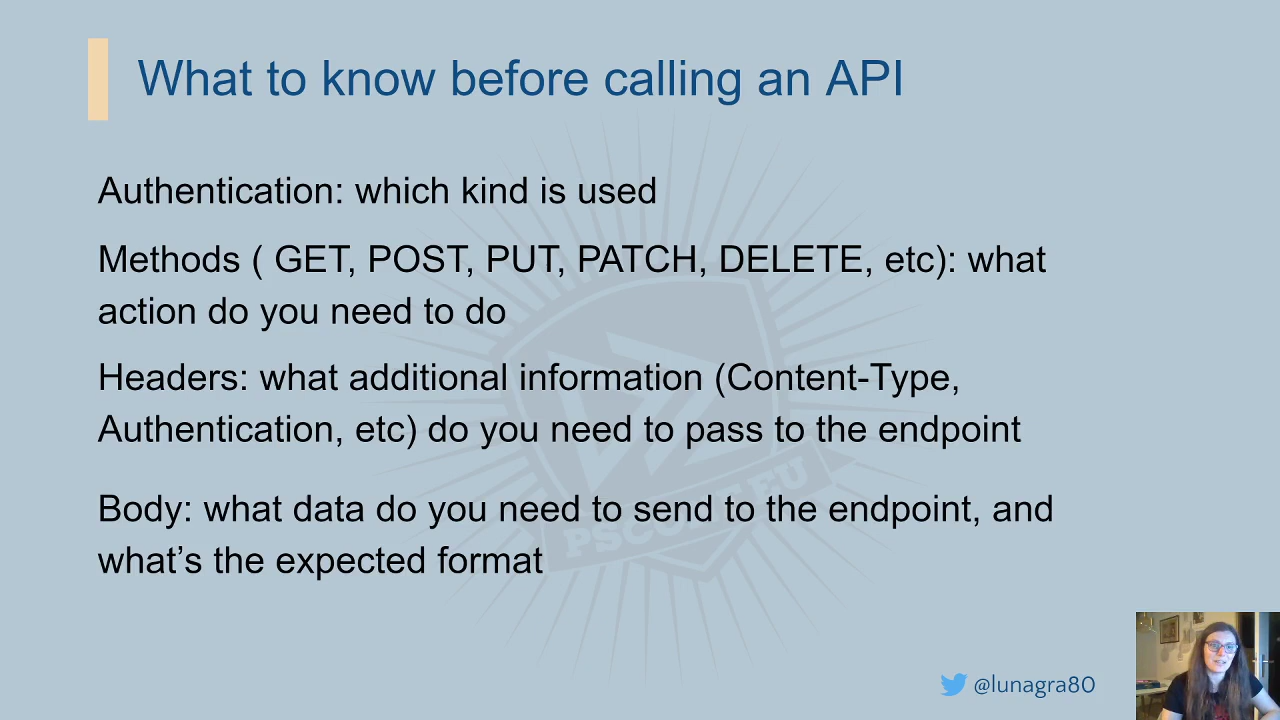 What to know before calling an API
Authentication: which kind is used
Methods ( GET, POST, PUT, PATCH, DELETE, etc): what
action do you need to do
Headers: what additional information (Content-Type,
Authentication, etc) do you need to pass to the endpoint
Body: what data do you need to send to the endpoint, and
what’s the expected format
PSCONF.EU
@lunagra80